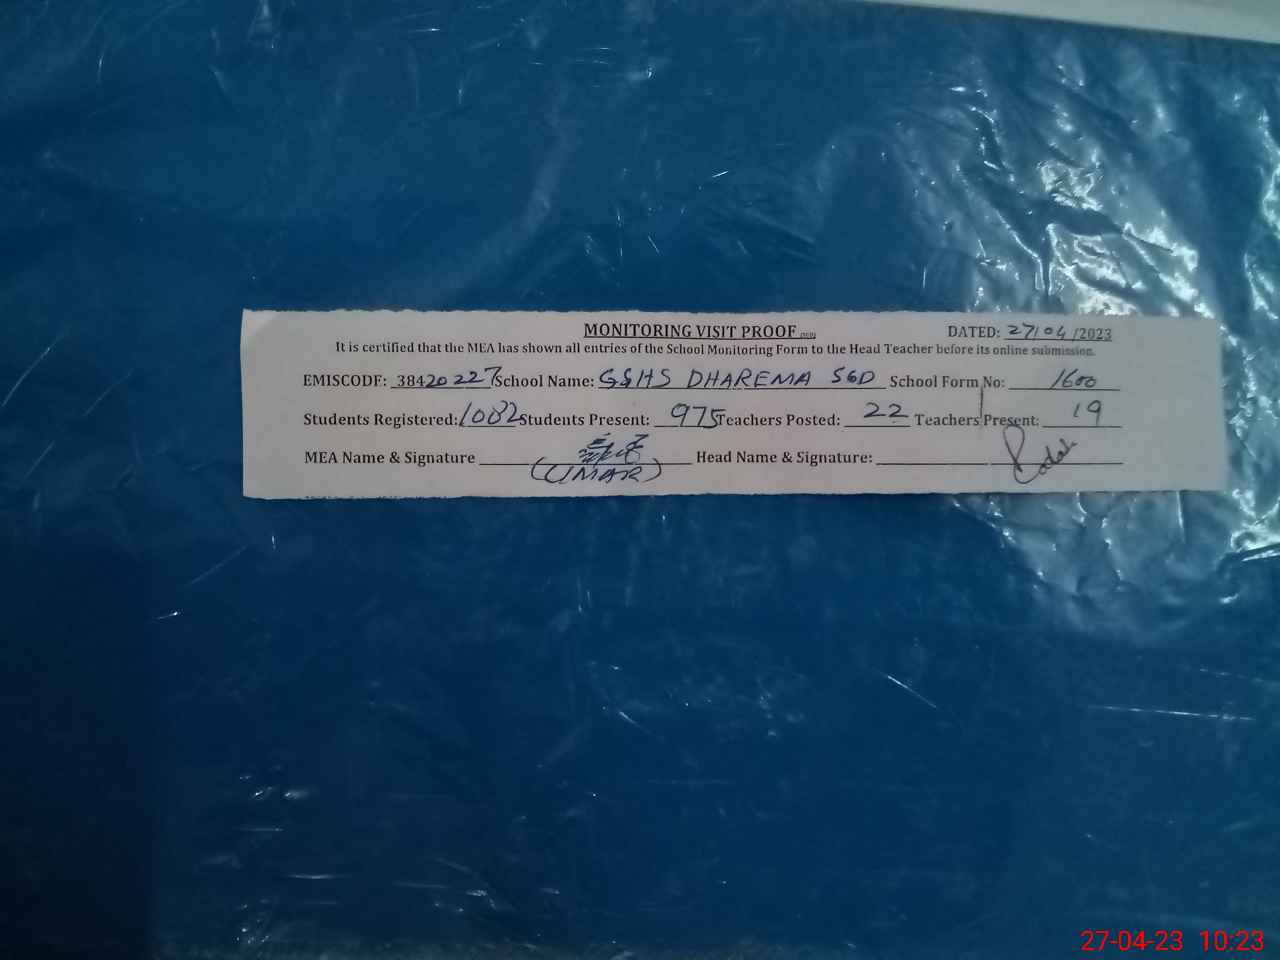 MONITORING VISIT PROOF
DATED: 27/04/2023
It is certified that the MEA has shown all entries of the School Monitoring Form to the Head Teacher before its online submission.
EMISCODE: 38420227 School Name: GGHS DHAREMA SGD School Form No: 1600
Students Registered: 1082 Students Present: 975 Teachers Posted: 22 Teachers Present: 19
MEA Name & Signature Head Name & Signature:
(UMAR)
27-04-23 10:23